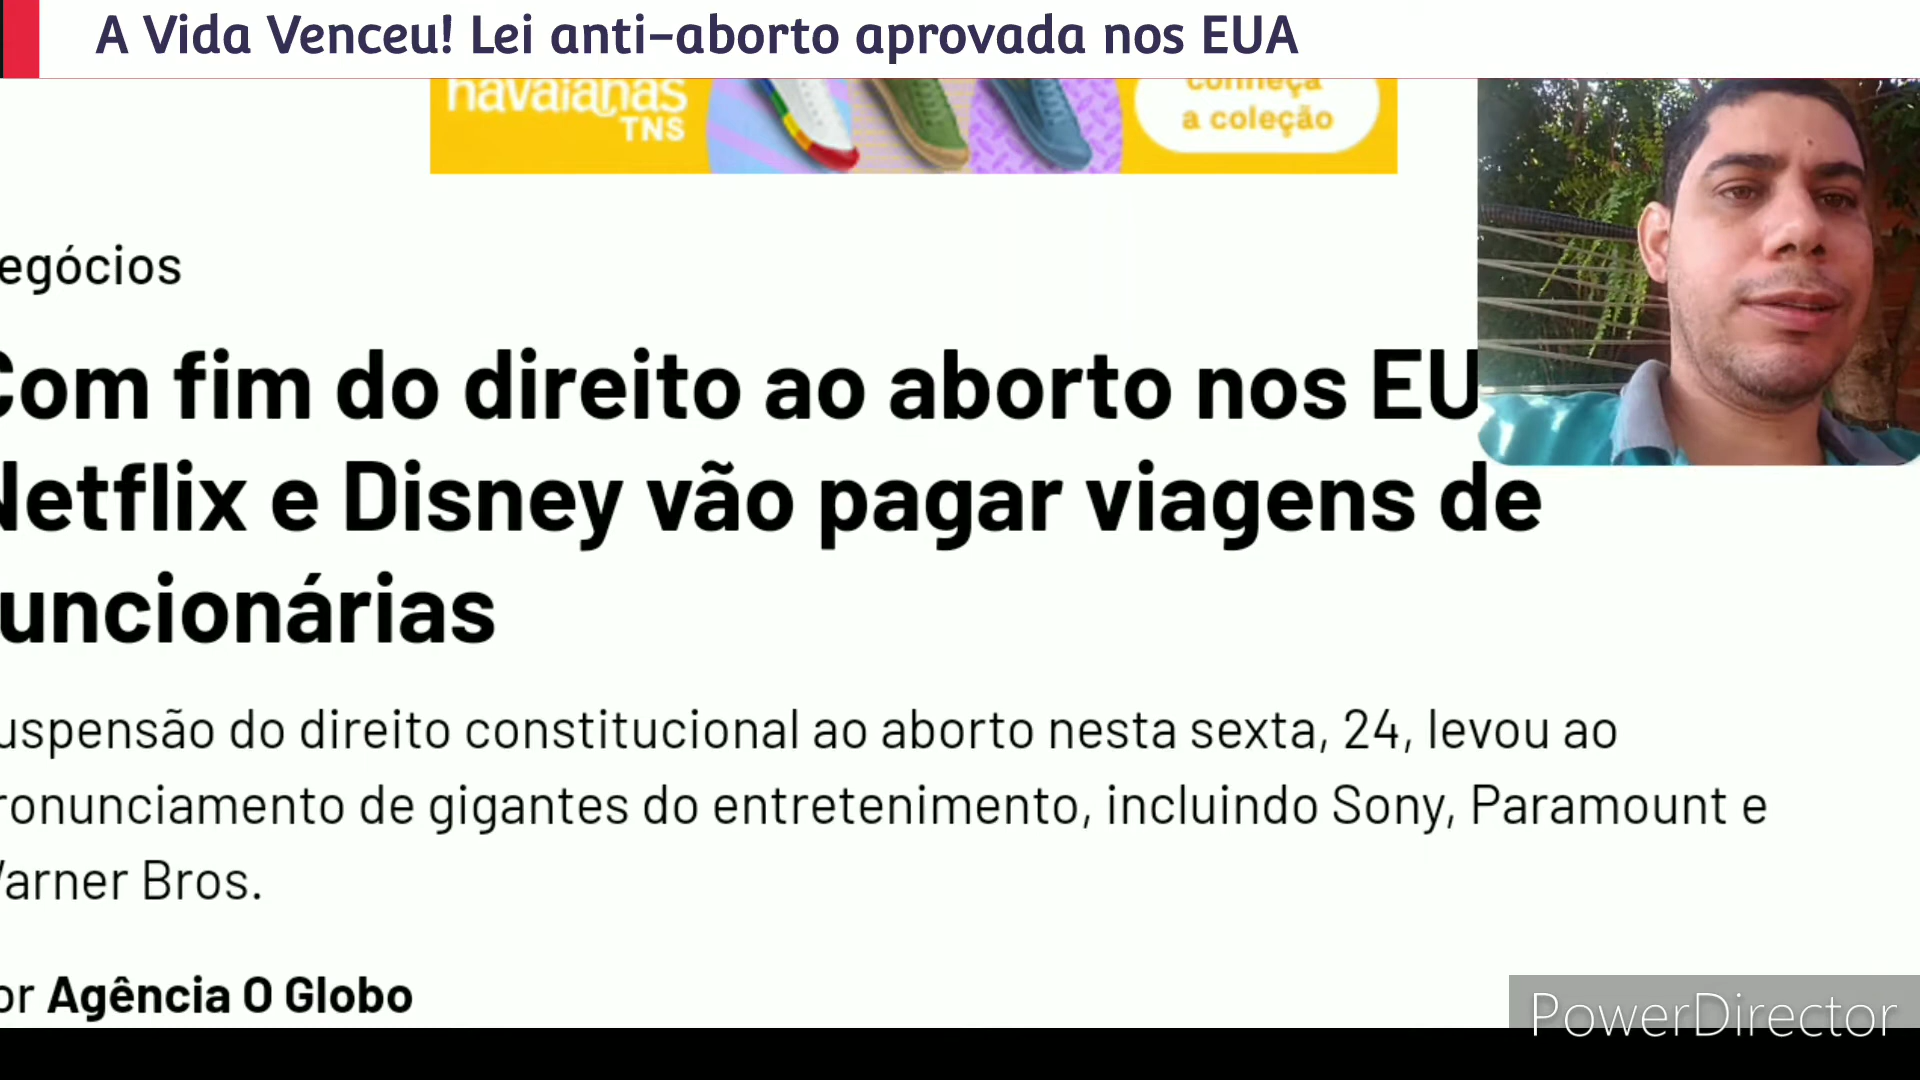 A Vida Venceu! Lei anti-aborto aprovada nos EUA
havaianas
TNS
conheça
a coleção
egócios
Com fim do direito ao aborto nos EU
Netflix e Disney vão pagar viagens de
uncionárias
uspensão do direito constitucional ao aborto nesta sexta, 24, levou ao
ronunciamento de gigantes do entretenimento, incluindo Sony, Paramount e
Warner Bros.
or Agência O Globo
PowerDirector